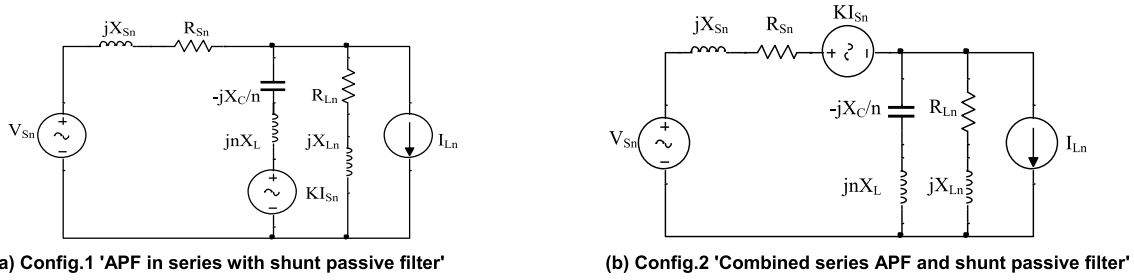 jX_Sn
R_Sn
-jX_C/n
R_Ln
V_Sn
+
−
jnX_L
jX_Ln
+
−
KI_Sn
I_Ln
a) Config.1 'APF in series with shunt passive filter'
KI_Sn
jX_Sn
R_Sn
+
−
-jX_C/n
R_Ln
V_Sn
+
−
I_Ln
jnX_L
jX_Ln
(b) Config.2 'Combined series APF and shunt passive filter'